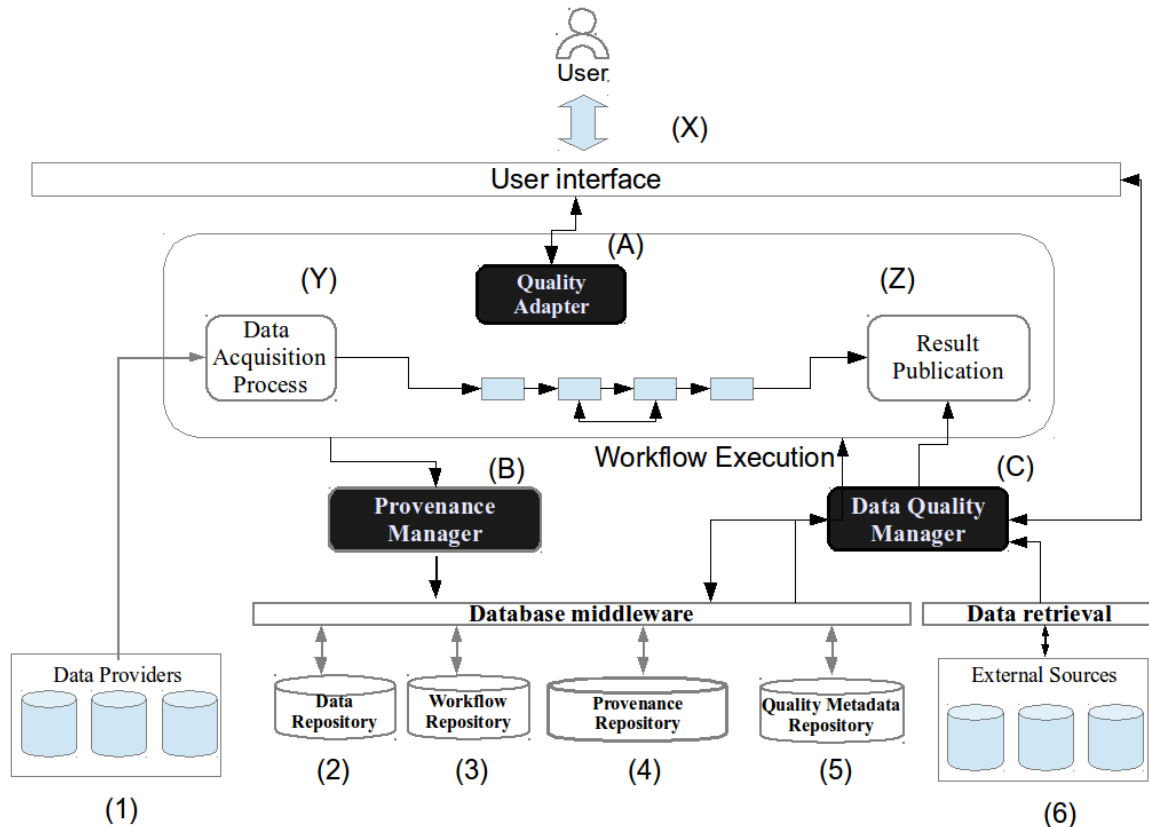 User
(X)
User interface
(A)
(Y)
Quality
Adapter
(Z)
Data
Acquisition
Process
Result
Publication
Workflow Execution
(B)
(C)
Provenance
Manager
Data Quality
Manager
Database middleware
Data retrieval
Data Providers
External Sources
Data
Repository
Workflow
Repository
Provenance
Repository
Quality Metadata
Repository
(1)
(2)
(3)
(4)
(5)
(6)